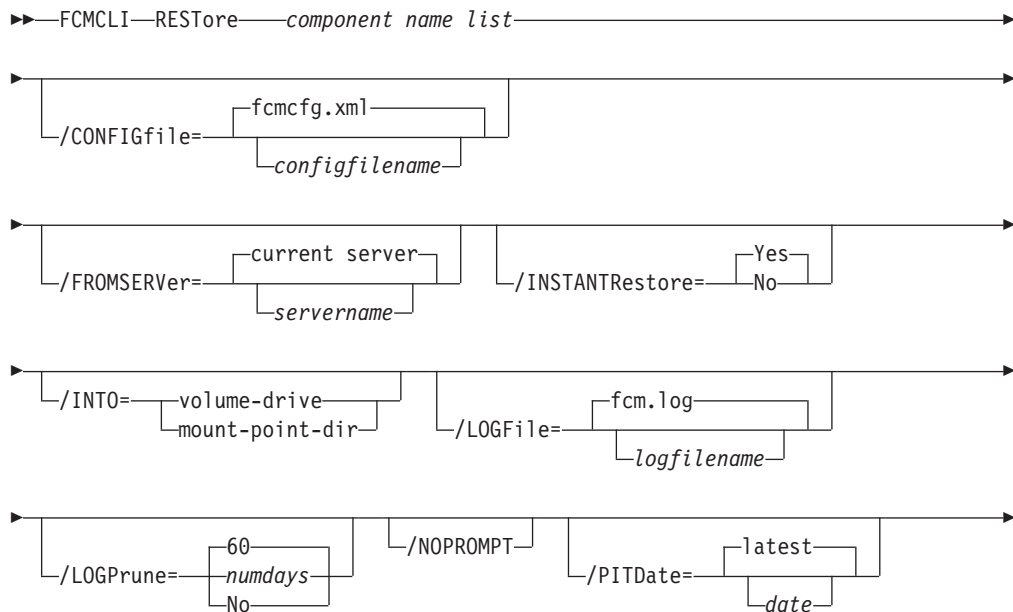 FCMCLI RESTore component name list
fcmcfg.xml
/CONFIGfile=
configfilename
current server
/FROMSERVer=
servername
Yes
/INSTANTRestore=
No
/INTO=
volume-drive
mount-point-dir
fcm.log
/LOGFile=
logfilename
60
/LOGPrune=
numdays
No
/NOPROMPT
latest
/PITDate=
date